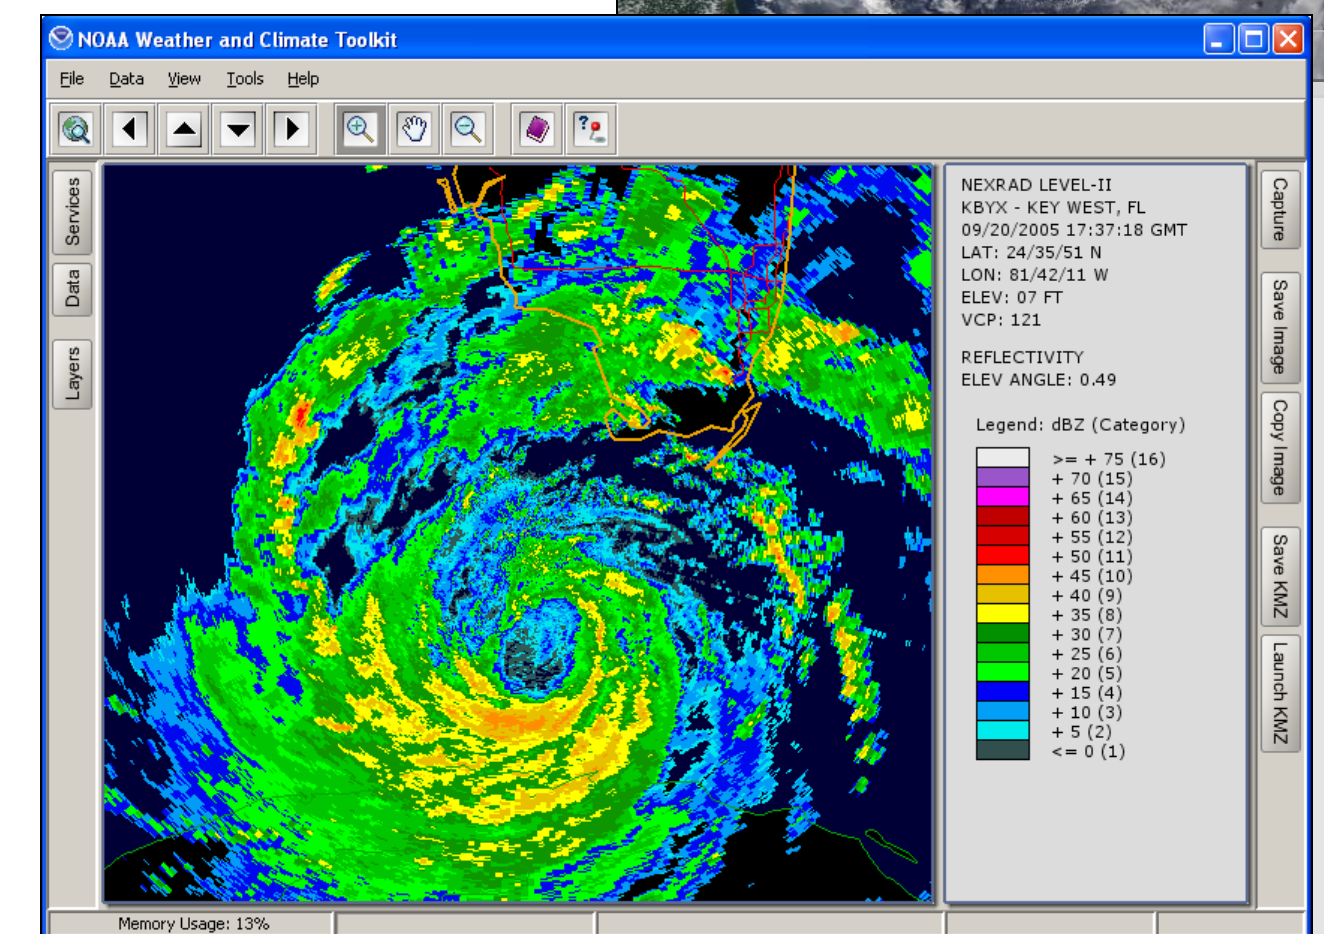 NOAA Weather and Climate Toolkit
File Data View Tools Help
?
Services
Data
Layers
NEXRAD LEVEL-II
KBYX - KEY WEST, FL
09/20/2005 17:37:18 GMT
LAT: 24/35/51 N
LON: 81/42/11 W
ELEV: 07 FT
VCP: 121
REFLECTIVITY
ELEV ANGLE: 0.49
Legend: dBZ (Category)
>= + 75 (16)
+ 70 (15)
+ 65 (14)
+ 60 (13)
+ 55 (12)
+ 50 (11)
+ 45 (10)
+ 40 (9)
+ 35 (8)
+ 30 (7)
+ 25 (6)
+ 20 (5)
+ 15 (4)
+ 10 (3)
+ 5 (2)
<= 0 (1)
Capture
Save Image
Copy Image
Save KMZ
Launch KMZ
Memory Usage: 13%